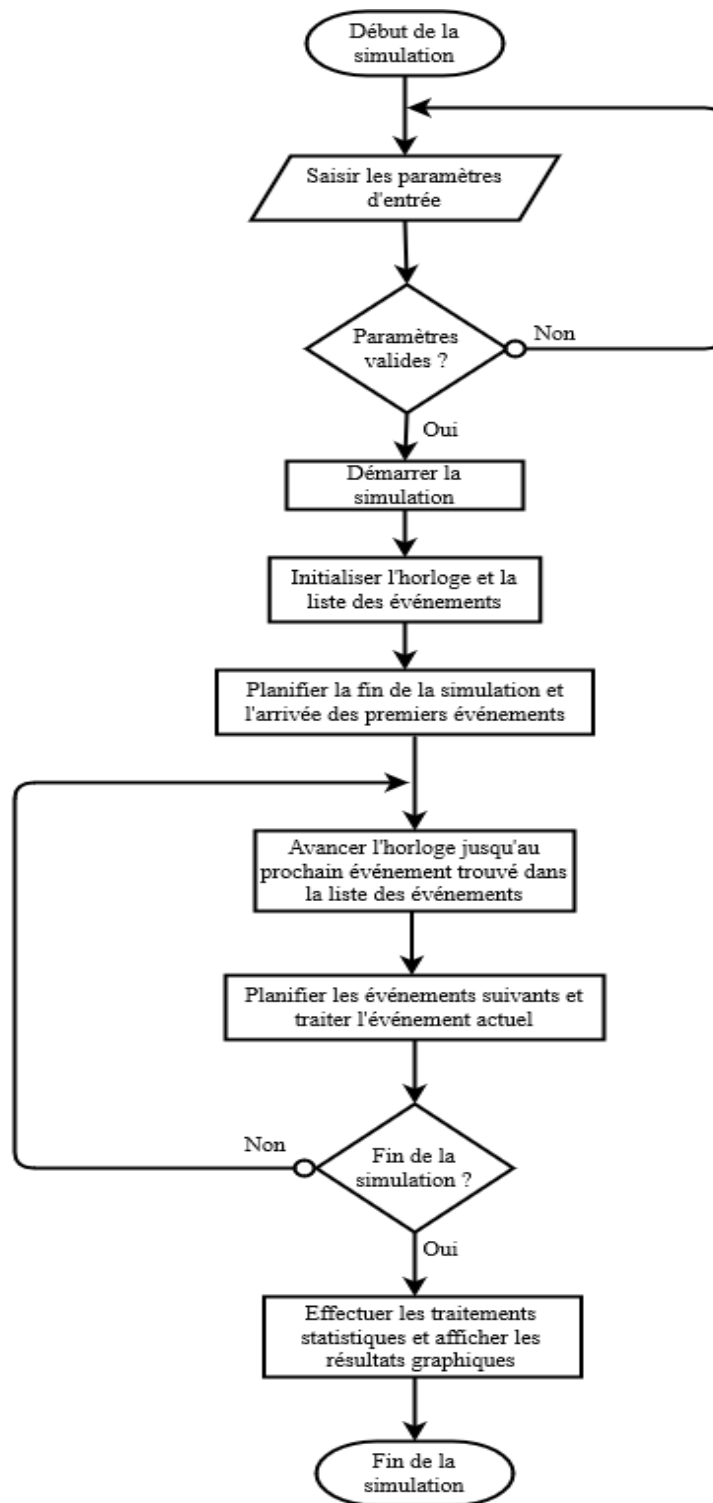 Début de la
simulation
Saisir les paramètres
d'entrée
Paramètres
valides ?
Non
Oui
Démarrer la
simulation
Initialiser l'horloge et la
liste des événements
Planifier la fin de la simulation et
l'arrivée des premiers événements
Avancer l'horloge jusqu'au
prochain événement trouvé dans
la liste des événements
Planifier les événements suivants et
traiter l'événement actuel
Non
Fin de la
simulation ?
Oui
Effectuer les traitements
statistiques et afficher les
résultats graphiques
Fin de la
simulation